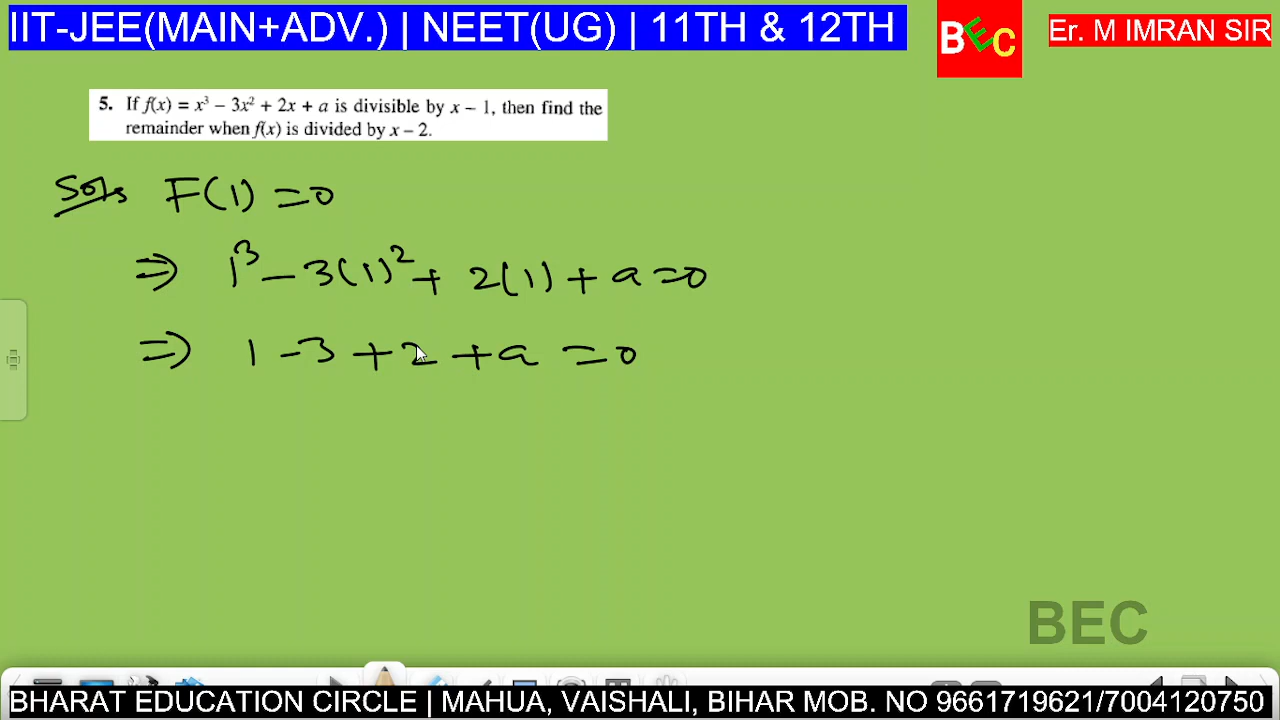 IIT-JEE(MAIN+ADV.) | NEET(UG) | 11TH & 12TH
BEC
Er. M IMRAN SIR
5. If f(x) = x³ – 3x² + 2x + a is divisible by x – 1, then find the
remainder when f(x) is divided by x – 2.
Soln F(1) = 0
⇒ 1³ – 3(1)² + 2(1) + a = 0
⇒ 1 – 3 + 2 + a = 0
BEC
BHARAT EDUCATION CIRCLE | MAHUA, VAISHALI, BIHAR MOB. NO 9661719621/7004120750